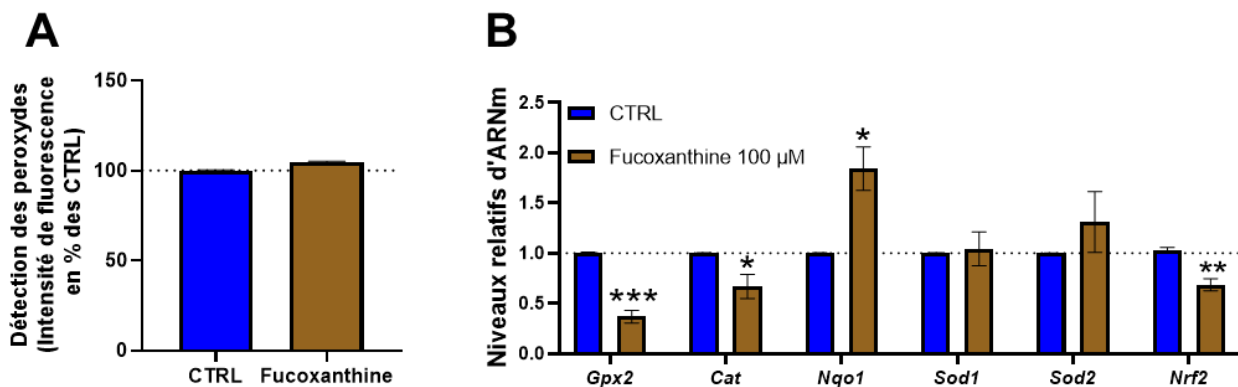 A
Détection des peroxydes
(Intensité de fluorescence
en % des CTRL)
150
100
50
0
CTRL Fucoxanthine
B
Niveaux relatifs d'ARNm
2.5
2.0
1.5
1.0
0.5
0.0
CTRL
Fucoxanthine 100 µM
***
*
*
**
Gpx2 Cat Nqo1 Sod1 Sod2 Nrf2